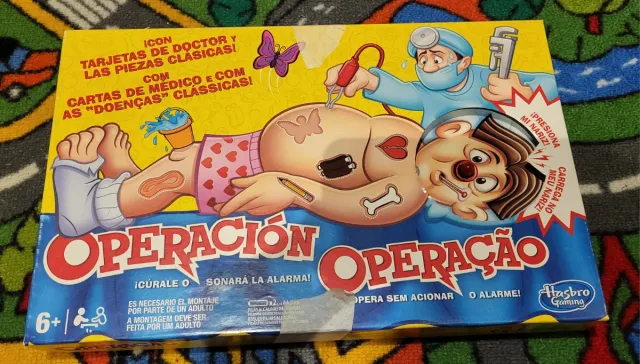 ¡CON
TARJETAS DE DOCTOR Y
LAS PIEZAS CLÁSICAS!
COM
CARTAS DE MÉDICO E COM
AS "DOENÇAS" CLÁSSICAS!
¡PRESIONA
MI NARIZ!
CARREGA NO
MEU NARIZ!
OPERACIÓN
OPERAÇÃO
¡CÚRALE O SONARÁ LA ALARMA!
OPERA SEM ACIONAR O ALARME!
ES NECESARIO EL MONTAJE
POR PARTE DE UN ADULTO
A MONTAGEM DEVE SER
FEITA POR UM ADULTO
6+
x2
Hasbro
Gaming